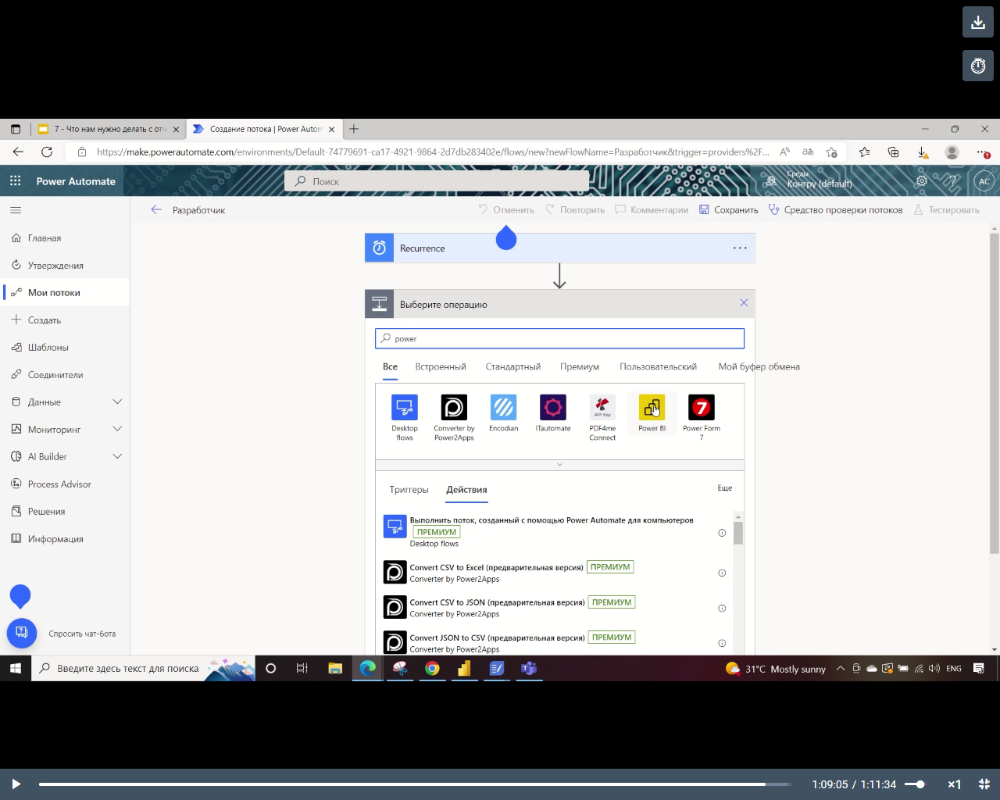 7 - Что нам нужно делать с отч
Создание потока | Power Autom
https://make.powerautomate.com/environments/Default-74779691-ca17-4921-9864-2d7db283402e/flows/new?newFlowName=Разработчик&trigger=providers%2F...
Power Automate
Поиск
Среды
Конгру (default)
AC
Разработчик
Отменить
Повторить
Комментарии
Сохранить
Средство проверки потоков
Тестировать
Главная
Утверждения
Мои потоки
Создать
Шаблоны
Соединители
Данные
Мониторинг
AI Builder
Process Advisor
Решения
Информация
Спросить чат-бота
Recurrence
Выберите операцию
power
Все
Встроенный
Стандартный
Премиум
Пользовательский
Мой буфер обмена
Desktop flows
Converter by Power2Apps
Encodian
ITautomate
API Key
PDF4me Connect
Power BI
7
Power Form 7
Триггеры
Действия
Еще
Выполнить поток, созданный с помощью Power Automate для компьютеров
ПРЕМИУМ
Desktop flows
Convert CSV to Excel (предварительная версия) ПРЕМИУМ
Converter by Power2Apps
Convert CSV to JSON (предварительная версия) ПРЕМИУМ
Converter by Power2Apps
Convert JSON to CSV (предварительная версия) ПРЕМИУМ
Converter by Power2Apps
Введите здесь текст для поиска
31°C Mostly sunny
ENG
1:09:05 / 1:11:34
×1